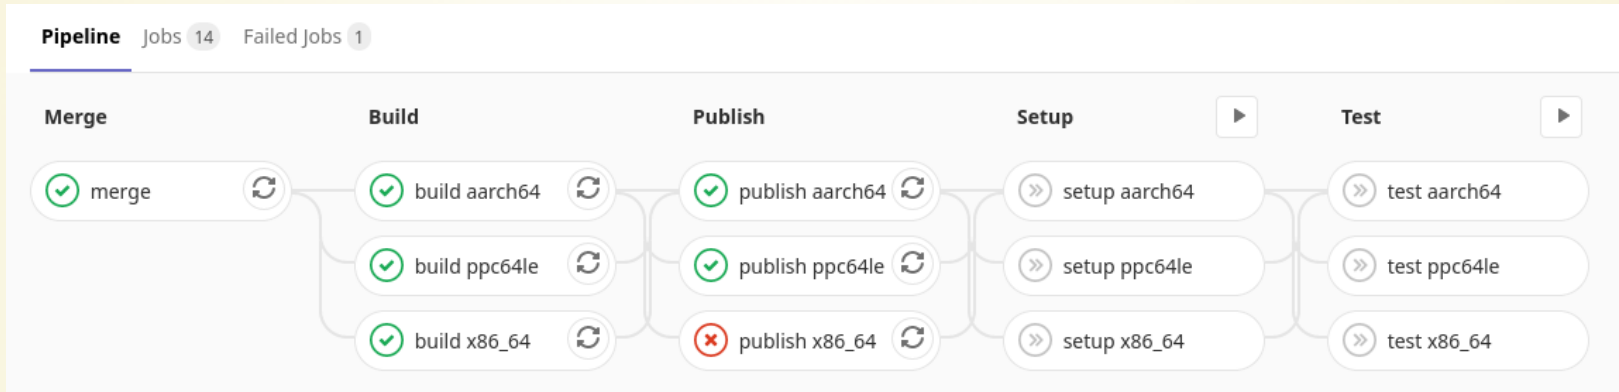 Pipeline Jobs 14 Failed Jobs 1
Merge Build Publish Setup Test
merge build aarch64 publish aarch64 setup aarch64 test aarch64
build ppc64le publish ppc64le setup ppc64le test ppc64le
build x86_64 publish x86_64 setup x86_64 test x86_64